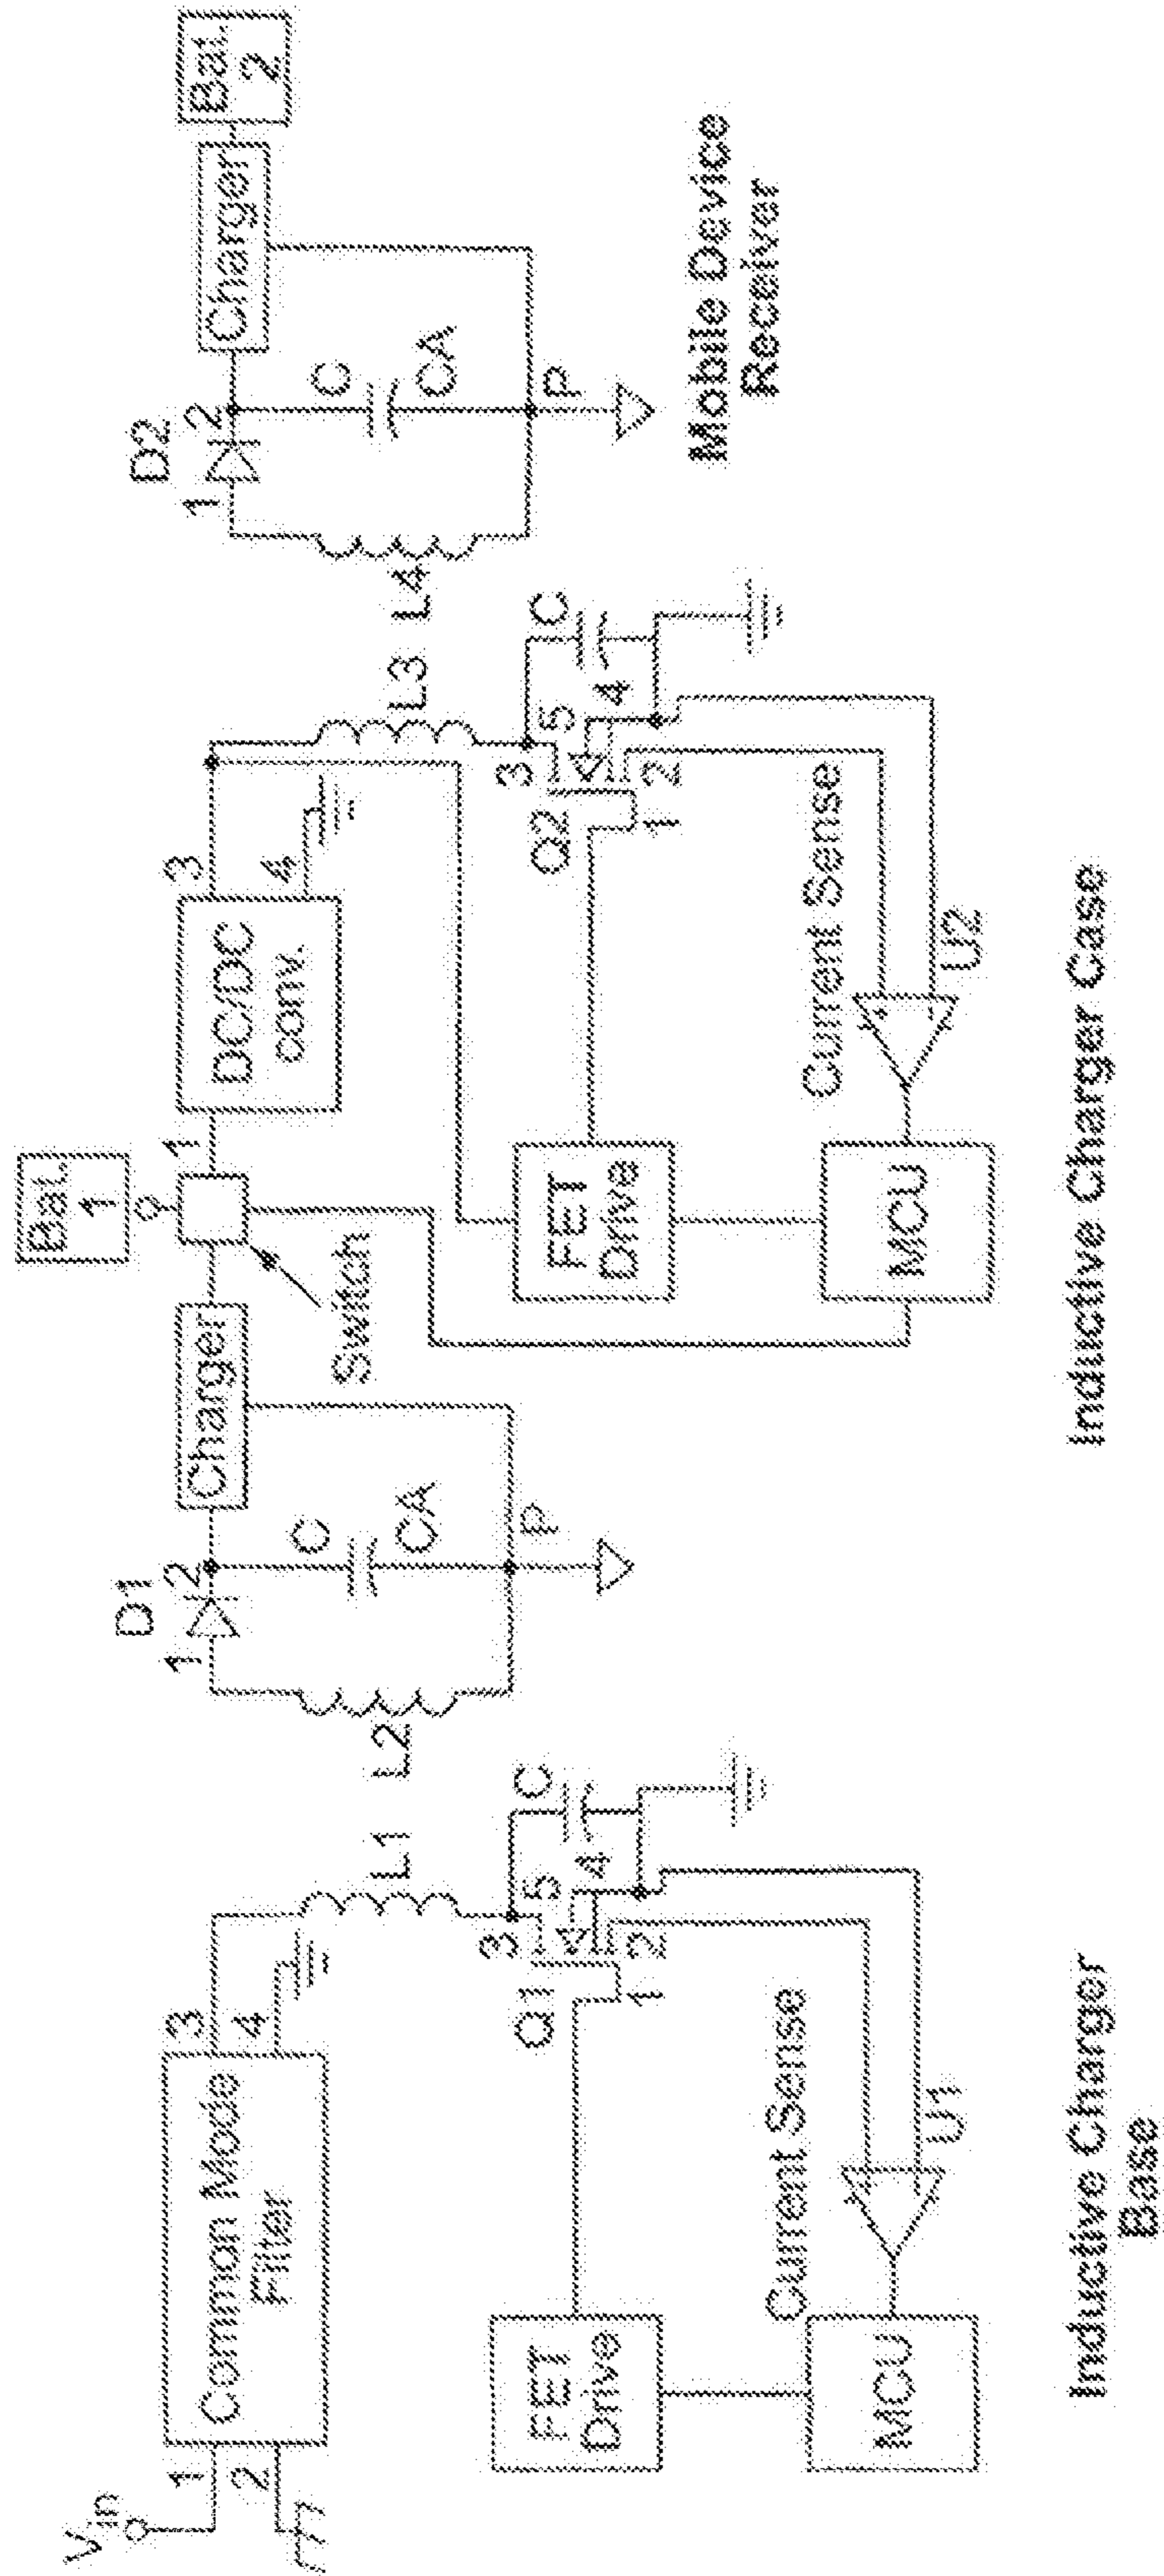 Vin
1
2
Common Mode
Filter
3
4
L1
Q1
3
5
4
2
1
C
FET
Drive
Current Sense
U1
MCU
Inductive Charger
Base
L2
1
D1
2
C
CA
P
Charger
Switch
Bat.
1
1
DC/DC
conv.
3
4
L3
Q2
3
5
4
2
1
C
FET
Drive
Current Sense
U2
MCU
Inductive Charger Case
L4
1
D2
2
C
CA
P
Charger
Bat.
2
Mobile Device
Receiver